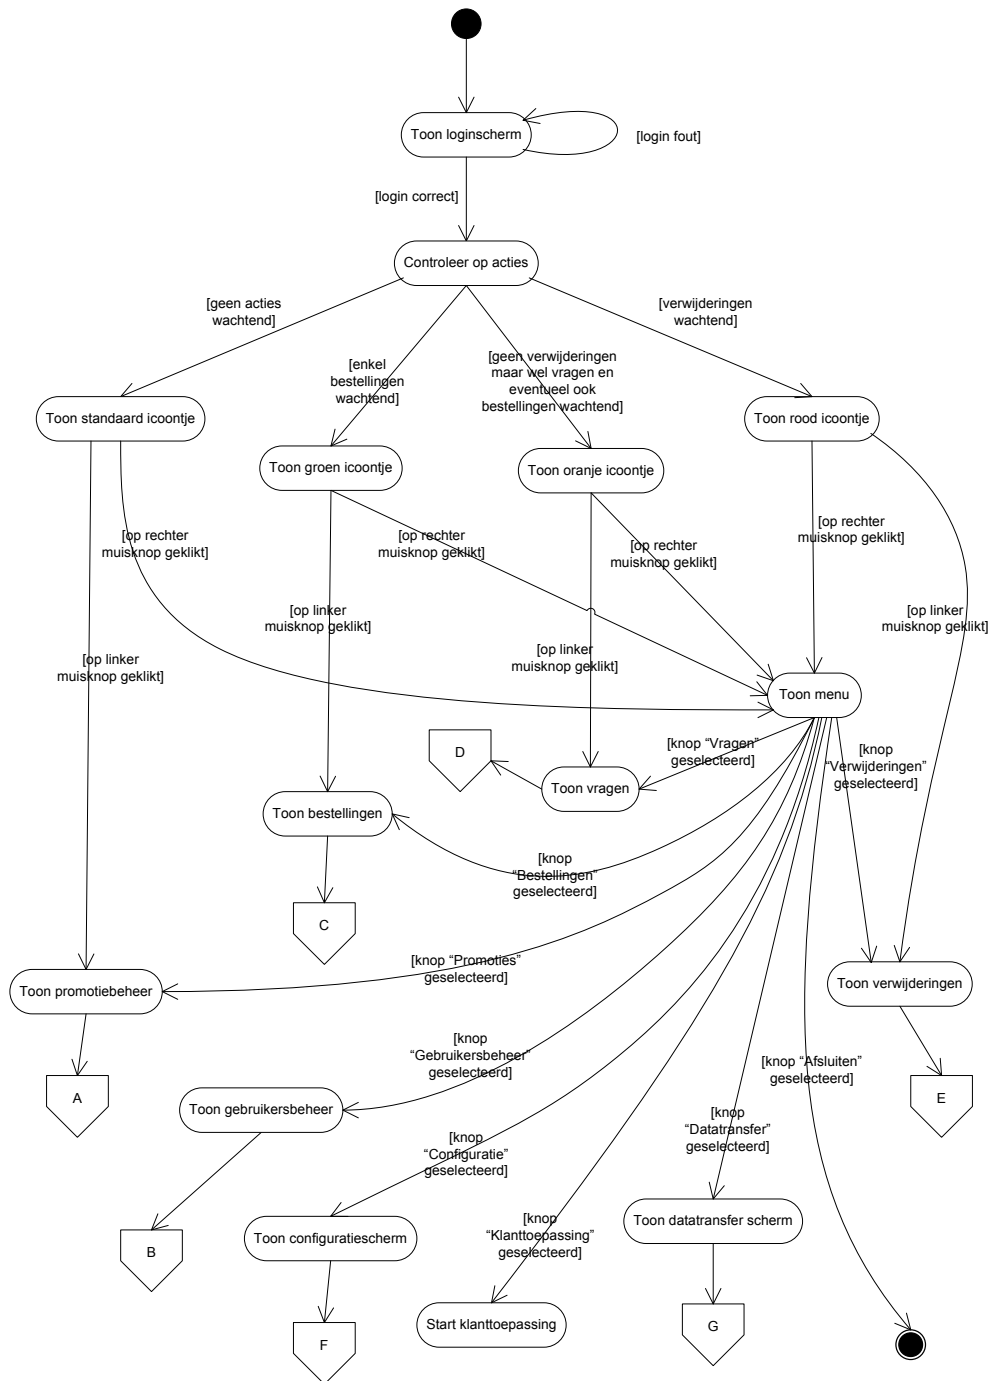 Toon loginscherm
[login fout]
[login correct]
Controleer op acties
[geen acties
wachtend]
[verwijderingen
wachtend]
[enkel
bestellingen
wachtend]
[geen verwijderingen
maar wel vragen en
eventueel ook
bestellingen wachtend]
Toon standaard icoontje
Toon rood icoontje
Toon groen icoontje
Toon oranje icoontje
[op rechter
muisknop geklikt]
[op rechter
muisknop geklikt]
[op rechter
muisknop geklikt]
[op rechter
muisknop geklikt]
[op linker
muisknop geklikt]
[op linker
muisknop geklikt]
[op linker
muisknop geklikt]
[op linker
muisknop geklikt]
Toon menu
D
[knop “Vragen”
geselecteerd]
[knop
“Verwijderingen”
geselecteerd]
Toon vragen
Toon bestellingen
[knop
“Bestellingen”
geselecteerd]
C
[knop “Promoties”
geselecteerd]
Toon promotiebeheer
Toon verwijderingen
[knop
“Gebruikersbeheer”
geselecteerd]
[knop “Afsluiten”
geselecteerd]
A
E
Toon gebruikersbeheer
[knop
“Configuratie”
geselecteerd]
[knop
“Datatransfer”
geselecteerd]
B
Toon configuratiescherm
[knop
“Klanttoepassing”
geselecteerd]
Toon datatransfer scherm
Start klanttoepassing
F
G